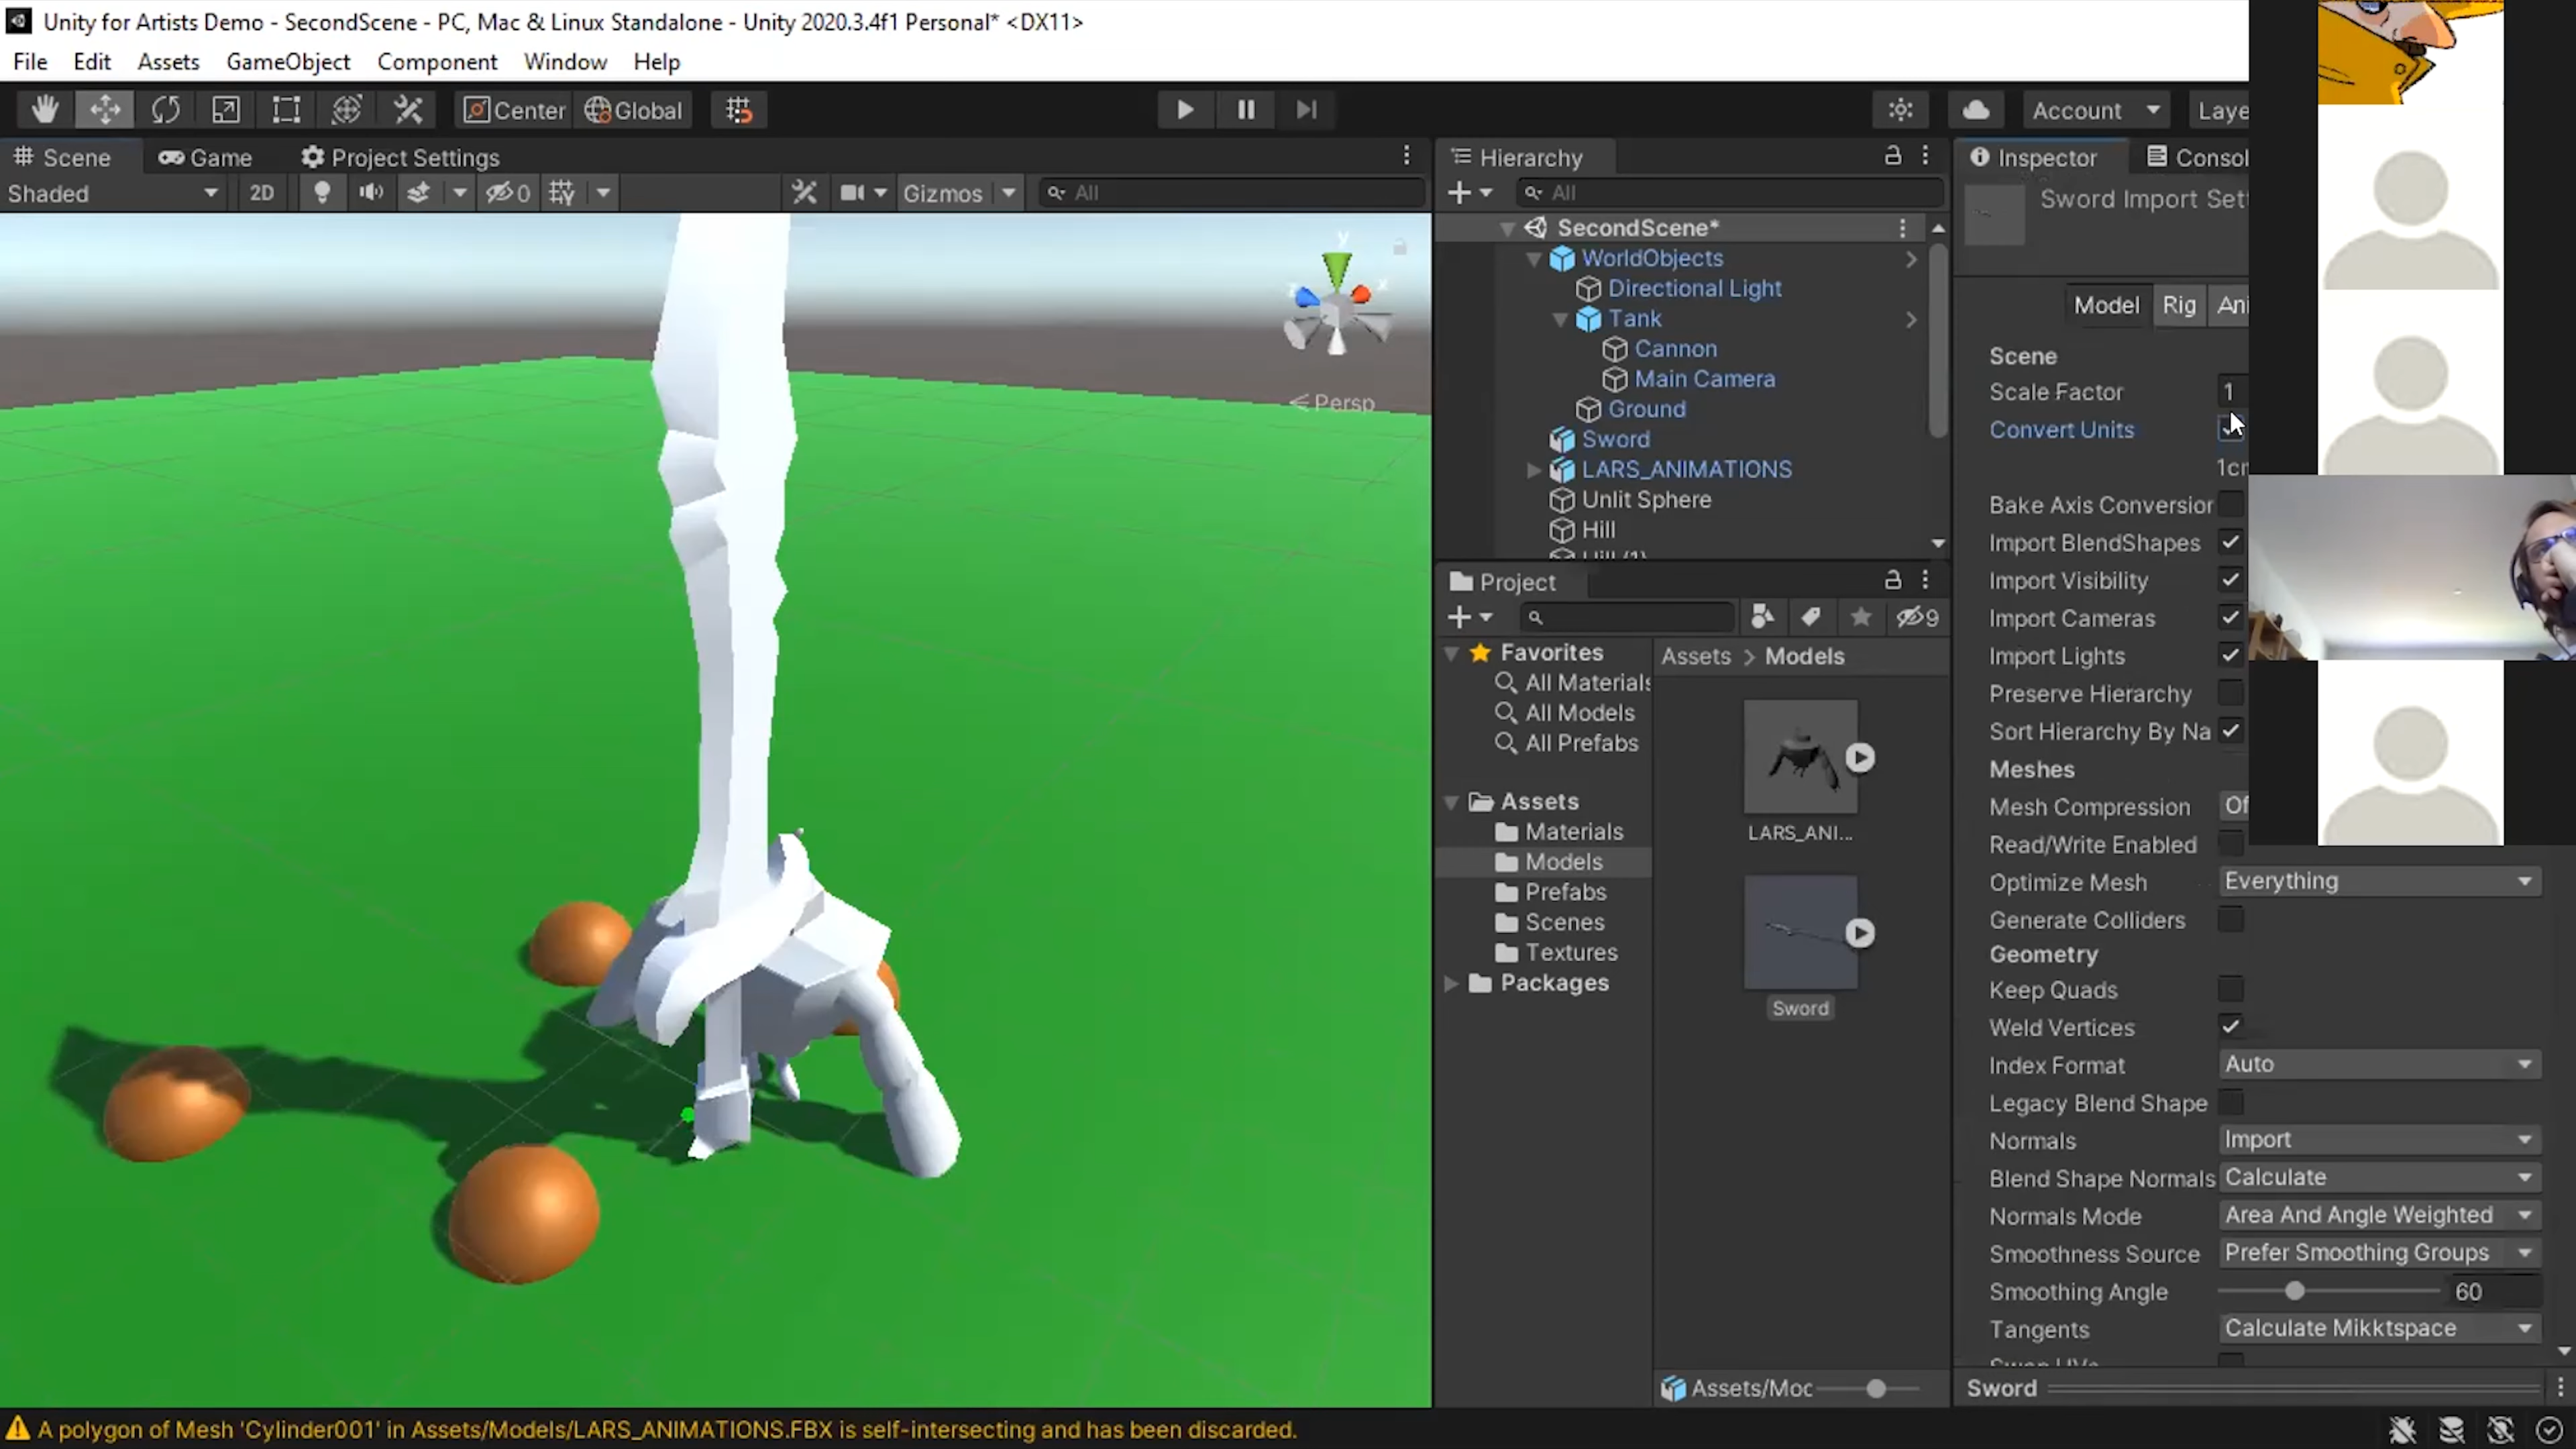 Unity for Artists Demo - SecondScene - PC, Mac & Linux Standalone - Unity 2020.3.4f1 Personal* <DX11>
File Edit Assets GameObject Component Window Help
Center Global Account Laye
Scene Game Project Settings
Shaded 2D 0 Gizmos All
y
x
z
Persp
Hierarchy
All
SecondScene*
WorldObjects
Directional Light
Tank
Cannon
Main Camera
Ground
Sword
LARS_ANIMATIONS
Unlit Sphere
Hill
Hill (1)
Project
9
Favorites
All Materials
All Models
All Prefabs
Assets
Materials
Models
Prefabs
Scenes
Textures
Packages
Assets > Models
LARS_ANI...
Sword
Assets/Moc
Inspector Consol
Sword Import Sett
Model Rig Ani
Scene
Scale Factor 1
Convert Units
1cr
Bake Axis Conversior
Import BlendShapes
Import Visibility
Import Cameras
Import Lights
Preserve Hierarchy
Sort Hierarchy By Na
Meshes
Mesh Compression Of
Read/Write Enabled
Optimize Mesh Everything
Generate Colliders
Geometry
Keep Quads
Weld Vertices
Index Format Auto
Legacy Blend Shape
Normals Import
Blend Shape Normals Calculate
Normals Mode Area And Angle Weighted
Smoothness Source Prefer Smoothing Groups
Smoothing Angle 60
Tangents Calculate Mikktspace
Swap UVs
Sword
A polygon of Mesh 'Cylinder001' in Assets/Models/LARS_ANIMATIONS.FBX is self-intersecting and has been discarded.